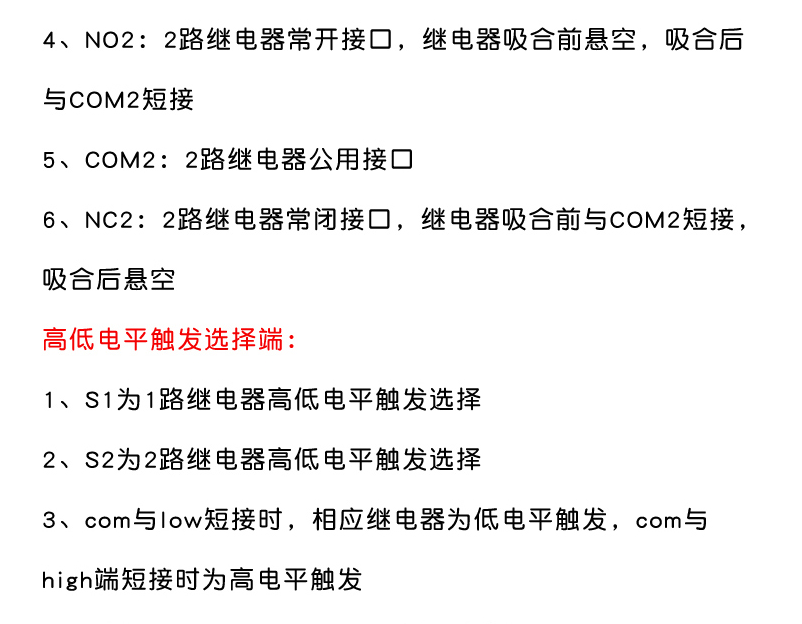 4、NO2：2路继电器常开接口，继电器吸合前悬空，吸合后
与COM2短接
5、COM2：2路继电器公用接口
6、NC2：2路继电器常闭接口，继电器吸合前与COM2短接，
吸合后悬空
高低电平触发选择端：
1、S1为1路继电器高低电平触发选择
2、S2为2路继电器高低电平触发选择
3、com与low短接时，相应继电器为低电平触发，com与
high端短接时为高电平触发